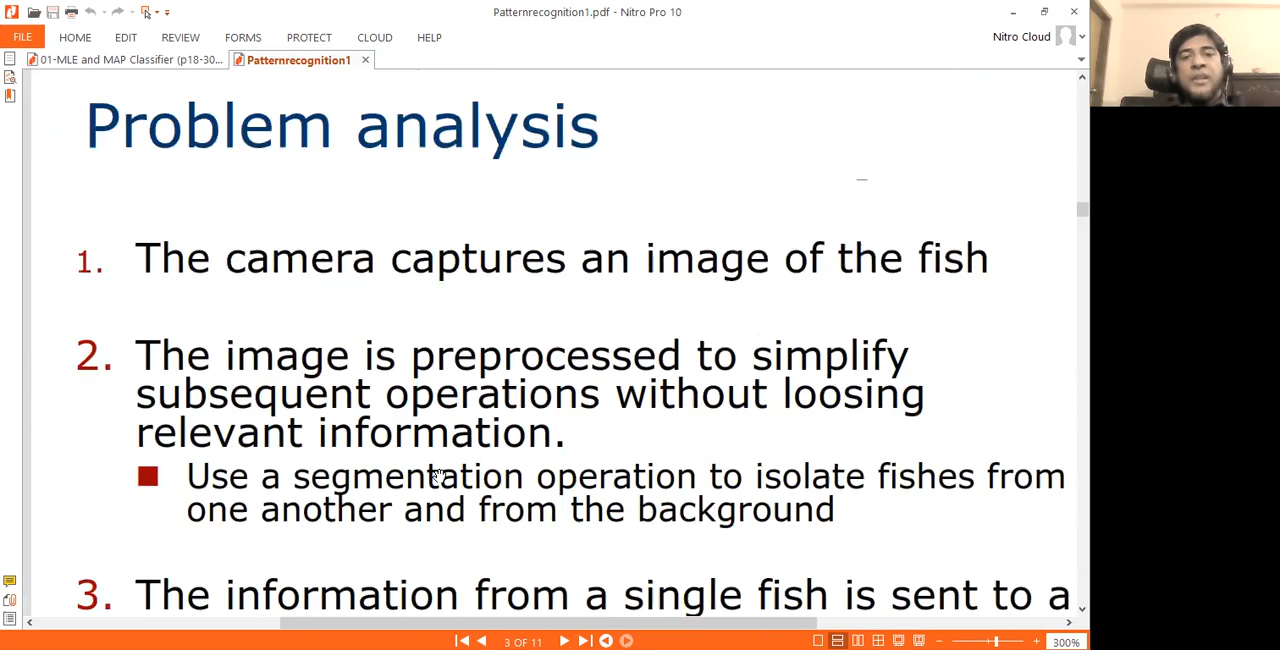 Patternrecognition1.pdf - Nitro Pro 10
FILE HOME EDIT REVIEW FORMS PROTECT CLOUD HELP
Nitro Cloud
01-MLE and MAP Classifier (p18-30...
Patternrecognition1
Problem analysis
1. The camera captures an image of the fish
2. The image is preprocessed to simplify
subsequent operations without loosing
relevant information.
Use a segmentation operation to isolate fishes from
one another and from the background
3. The information from a single fish is sent to a
3 OF 11
300%